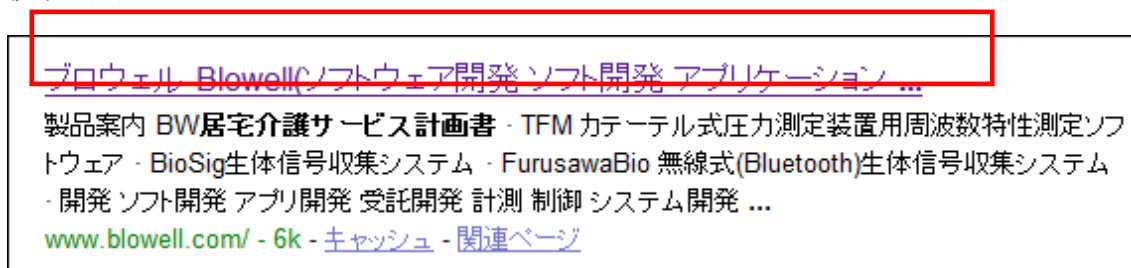 ブロウェル Blowell(ソフトウェア開発 ソフト開発 アプリケーション ...
製品案内 BW居宅介護サービス計画書 - TFM カテーテル式圧力測定装置用周波数特性測定ソフ
トウェア - BioSig生体信号収集システム - FurusawaBio 無線式(Bluetooth)生体信号収集システム
- 開発 ソフト開発 アプリ開発 受託開発 計測 制御 システム開発 ...
www.blowell.com/ - 6k - キャッシュ - 関連ページ